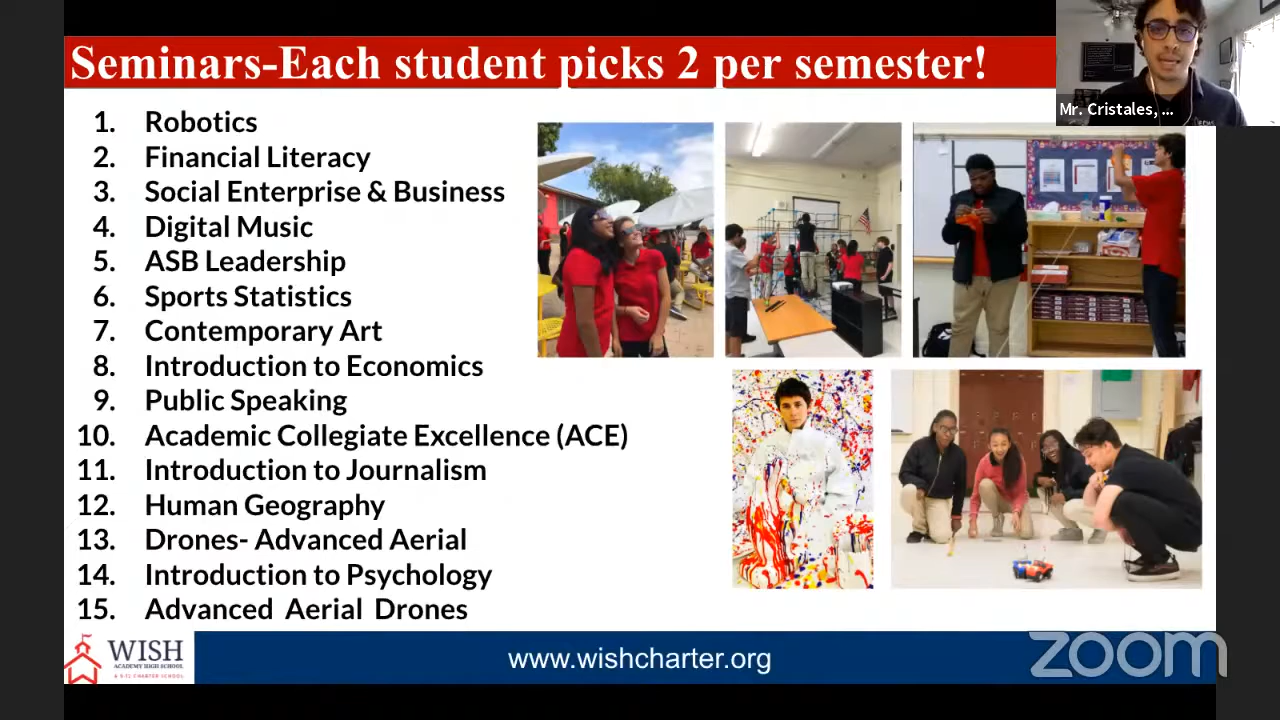 Seminars-Each student picks 2 per semester!
Mr. Cristales, ...
1. Robotics
2. Financial Literacy
3. Social Enterprise & Business
4. Digital Music
5. ASB Leadership
6. Sports Statistics
7. Contemporary Art
8. Introduction to Economics
9. Public Speaking
10. Academic Collegiate Excellence (ACE)
11. Introduction to Journalism
12. Human Geography
13. Drones- Advanced Aerial
14. Introduction to Psychology
15. Advanced Aerial Drones
WISH
ACADEMY HIGH SCHOOL
A K-12 CHARTER SCHOOL
www.wishcharter.org
zoom